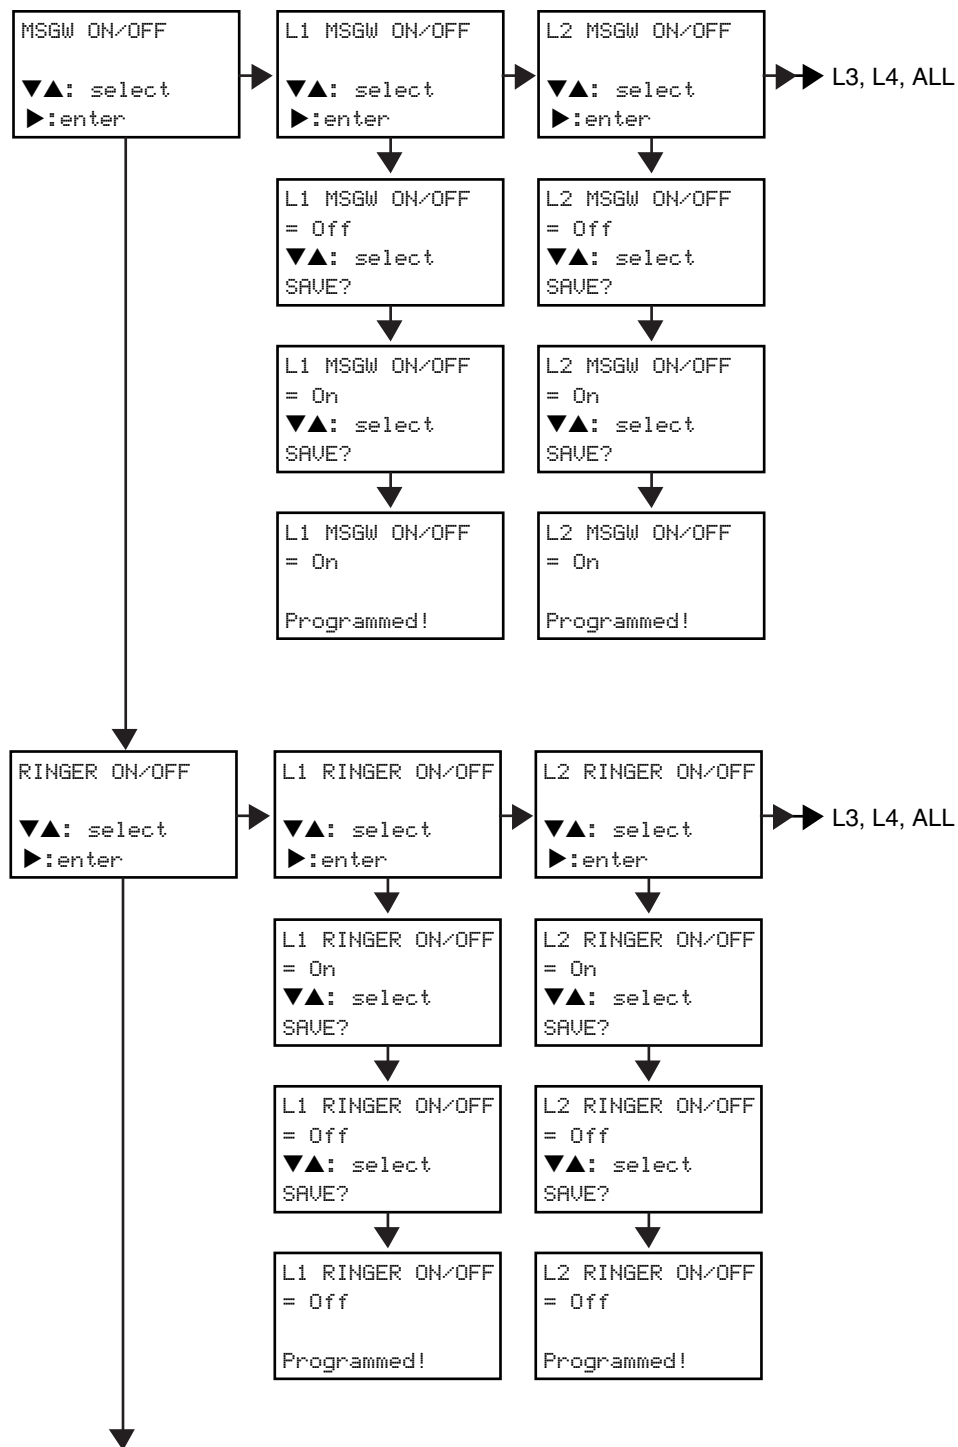 MSGW ON/OFF
▼▲: select
▶:enter
L1 MSGW ON/OFF
▼▲: select
▶:enter
L2 MSGW ON/OFF
▼▲: select
▶:enter
L3, L4, ALL
L1 MSGW ON/OFF
= Off
▼▲: select
SAVE?
L2 MSGW ON/OFF
= Off
▼▲: select
SAVE?
L1 MSGW ON/OFF
= On
▼▲: select
SAVE?
L2 MSGW ON/OFF
= On
▼▲: select
SAVE?
L1 MSGW ON/OFF
= On
Programmed!
L2 MSGW ON/OFF
= On
Programmed!
RINGER ON/OFF
▼▲: select
▶:enter
L1 RINGER ON/OFF
▼▲: select
▶:enter
L2 RINGER ON/OFF
▼▲: select
▶:enter
L3, L4, ALL
L1 RINGER ON/OFF
= On
▼▲: select
SAVE?
L2 RINGER ON/OFF
= On
▼▲: select
SAVE?
L1 RINGER ON/OFF
= Off
▼▲: select
SAVE?
L2 RINGER ON/OFF
= Off
▼▲: select
SAVE?
L1 RINGER ON/OFF
= Off
Programmed!
L2 RINGER ON/OFF
= Off
Programmed!